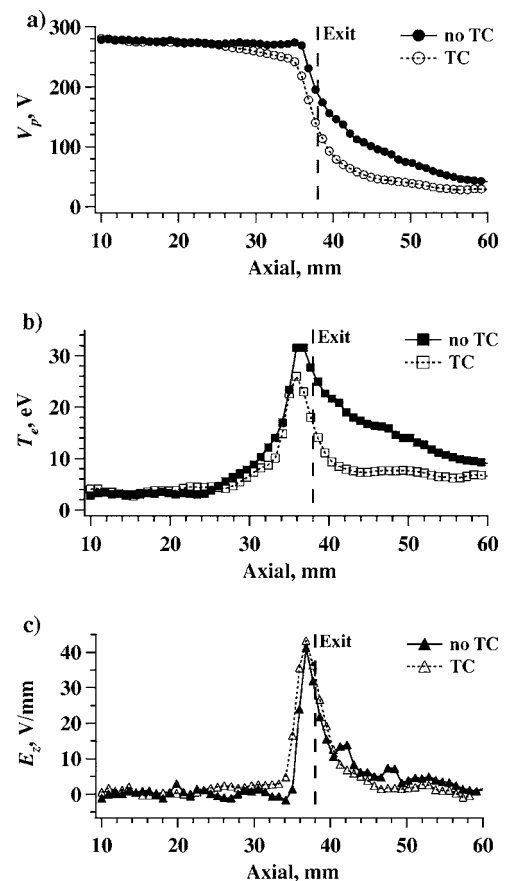 a)
300
200
100
0
V_p, V
Exit
no TC
TC
10 20 30 40 50 60
Axial, mm
b)
30
20
10
0
T_e, eV
Exit
no TC
TC
10 20 30 40 50 60
Axial, mm
c)
40
30
20
10
0
E_z, V/mm
Exit
no TC
TC
10 20 30 40 50 60
Axial, mm